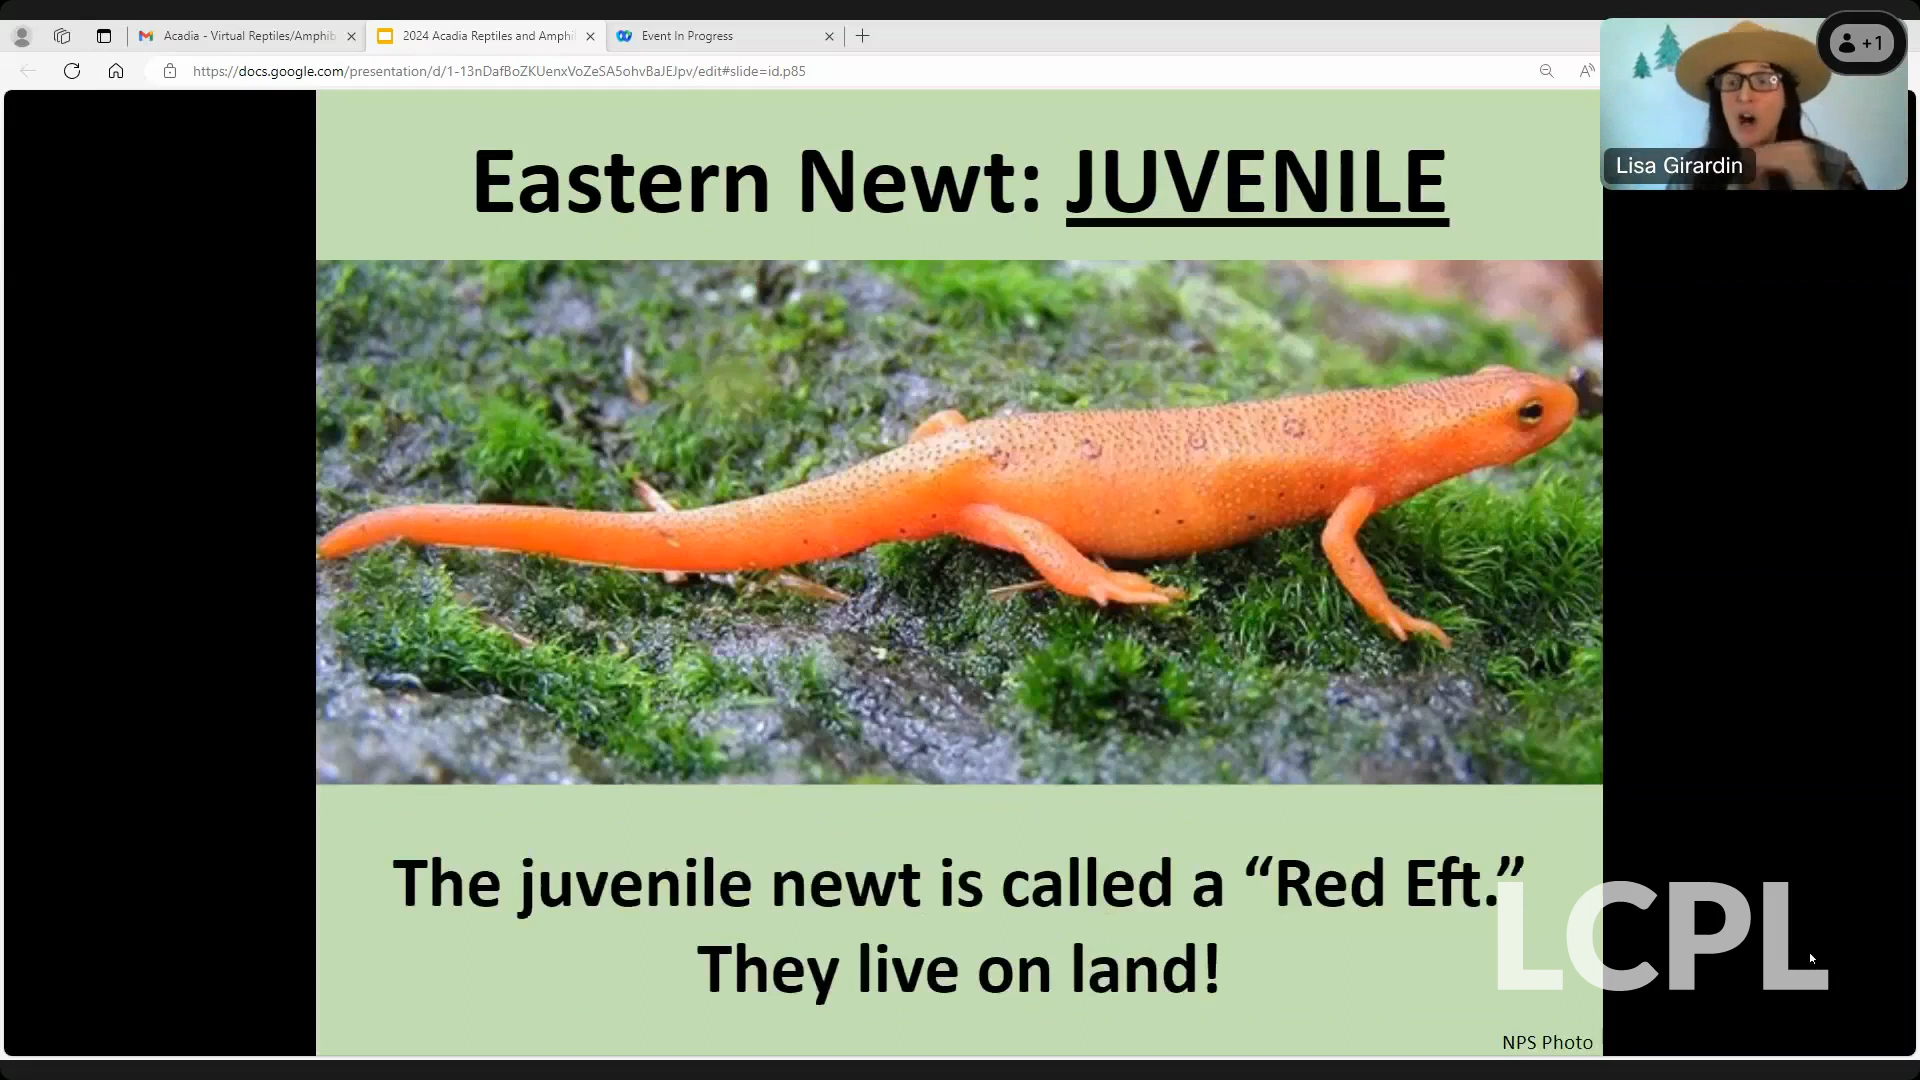 Acadia - Virtual Reptiles/Amphib
2024 Acadia Reptiles and Amphi
Event In Progress
https://docs.google.com/presentation/d/1-13nDafBoZKUenxVoZeSA5ohvBaJEJpv/edit#slide=id.p85
+1
Lisa Girardin
Eastern Newt: JUVENILE
The juvenile newt is called a “Red Eft.”
They live on land!
LCPL
NPS Photo